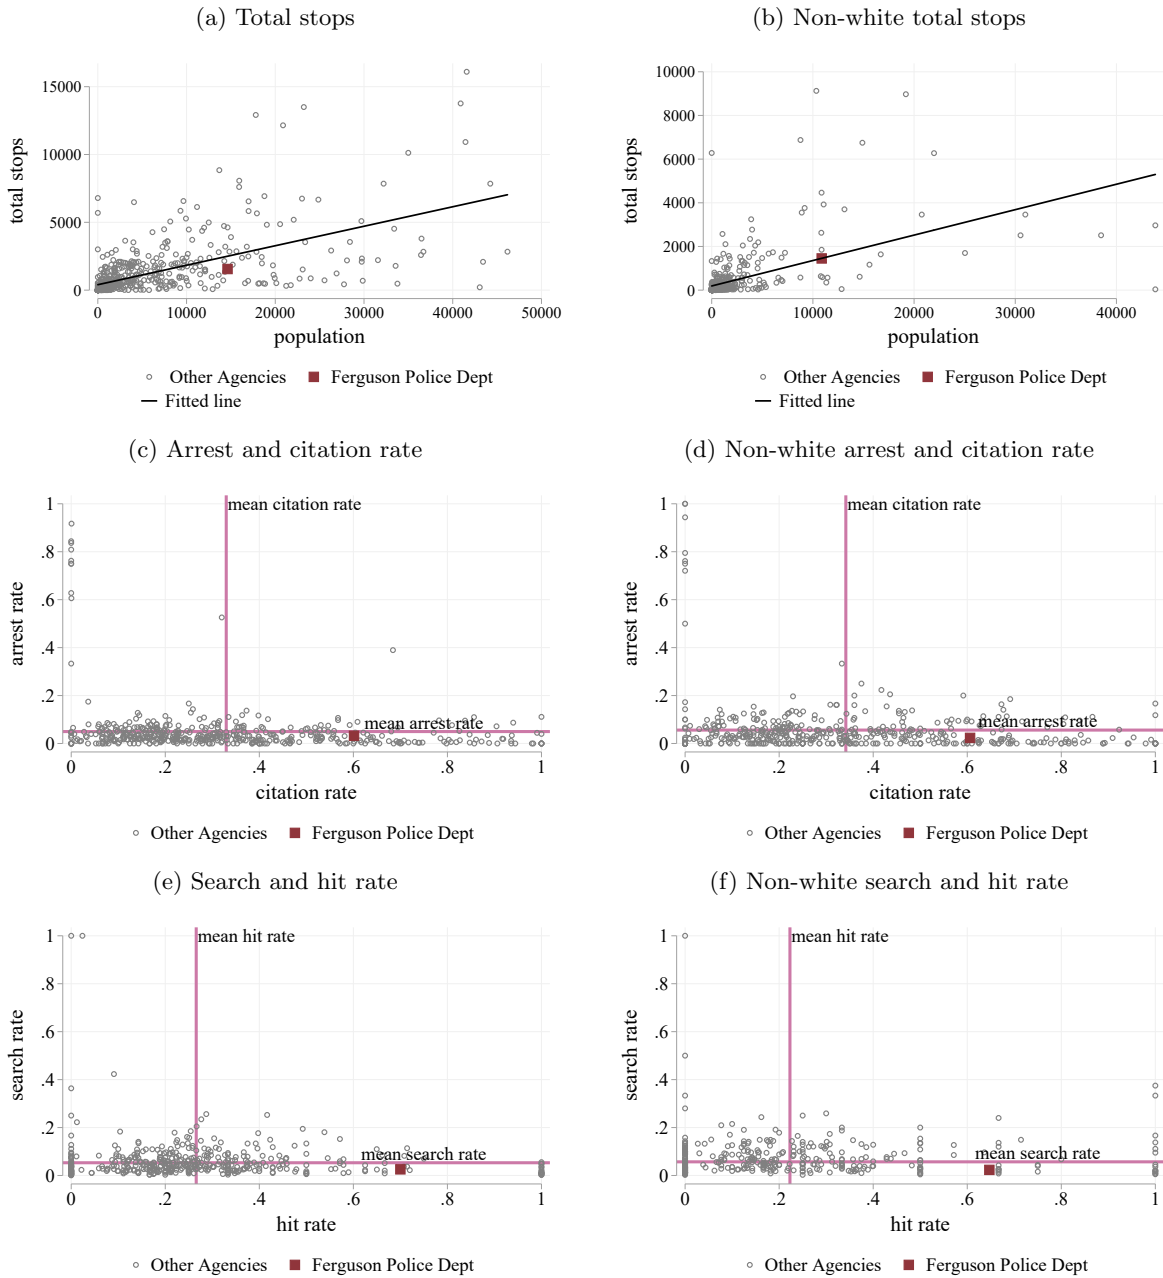 (a) Total stops
(b) Non-white total stops
total stops
15000
10000
5000
0
0 10000 20000 30000 40000 50000
population
Other Agencies Ferguson Police Dept
Fitted line
total stops
10000
8000
6000
4000
2000
0
0 10000 20000 30000 40000
population
Other Agencies Ferguson Police Dept
Fitted line
(c) Arrest and citation rate
(d) Non-white arrest and citation rate
arrest rate
1
.8
.6
.4
.2
0
mean citation rate
mean arrest rate
0 .2 .4 .6 .8 1
citation rate
Other Agencies Ferguson Police Dept
arrest rate
1
.8
.6
.4
.2
0
mean citation rate
mean arrest rate
0 .2 .4 .6 .8 1
citation rate
Other Agencies Ferguson Police Dept
(e) Search and hit rate
(f) Non-white search and hit rate
search rate
1
.8
.6
.4
.2
0
mean hit rate
mean search rate
0 .2 .4 .6 .8 1
hit rate
Other Agencies Ferguson Police Dept
search rate
1
.8
.6
.4
.2
0
mean hit rate
mean search rate
0 .2 .4 .6 .8 1
hit rate
Other Agencies Ferguson Police Dept